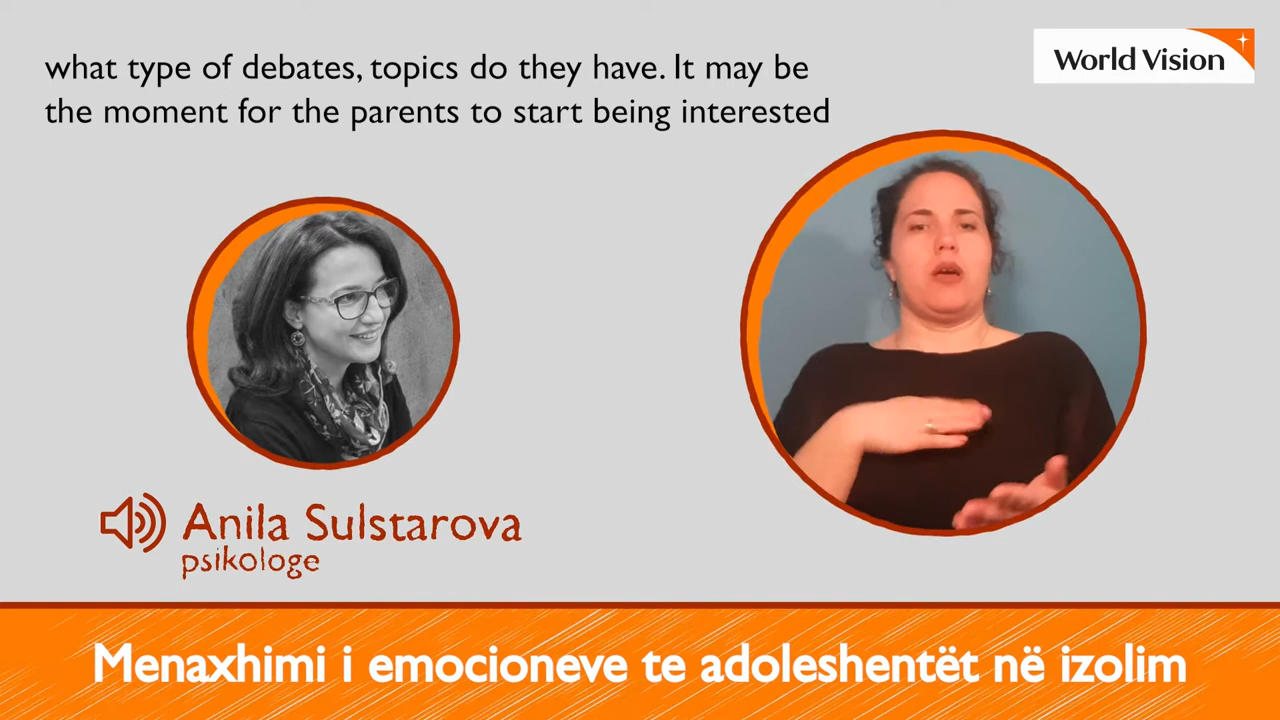 what type of debates, topics do they have. It may be
the moment for the parents to start being interested
World Vision
Anila Sulstarova
psikologe
Menaxhimi i emocioneve te adoleshentët në izolim